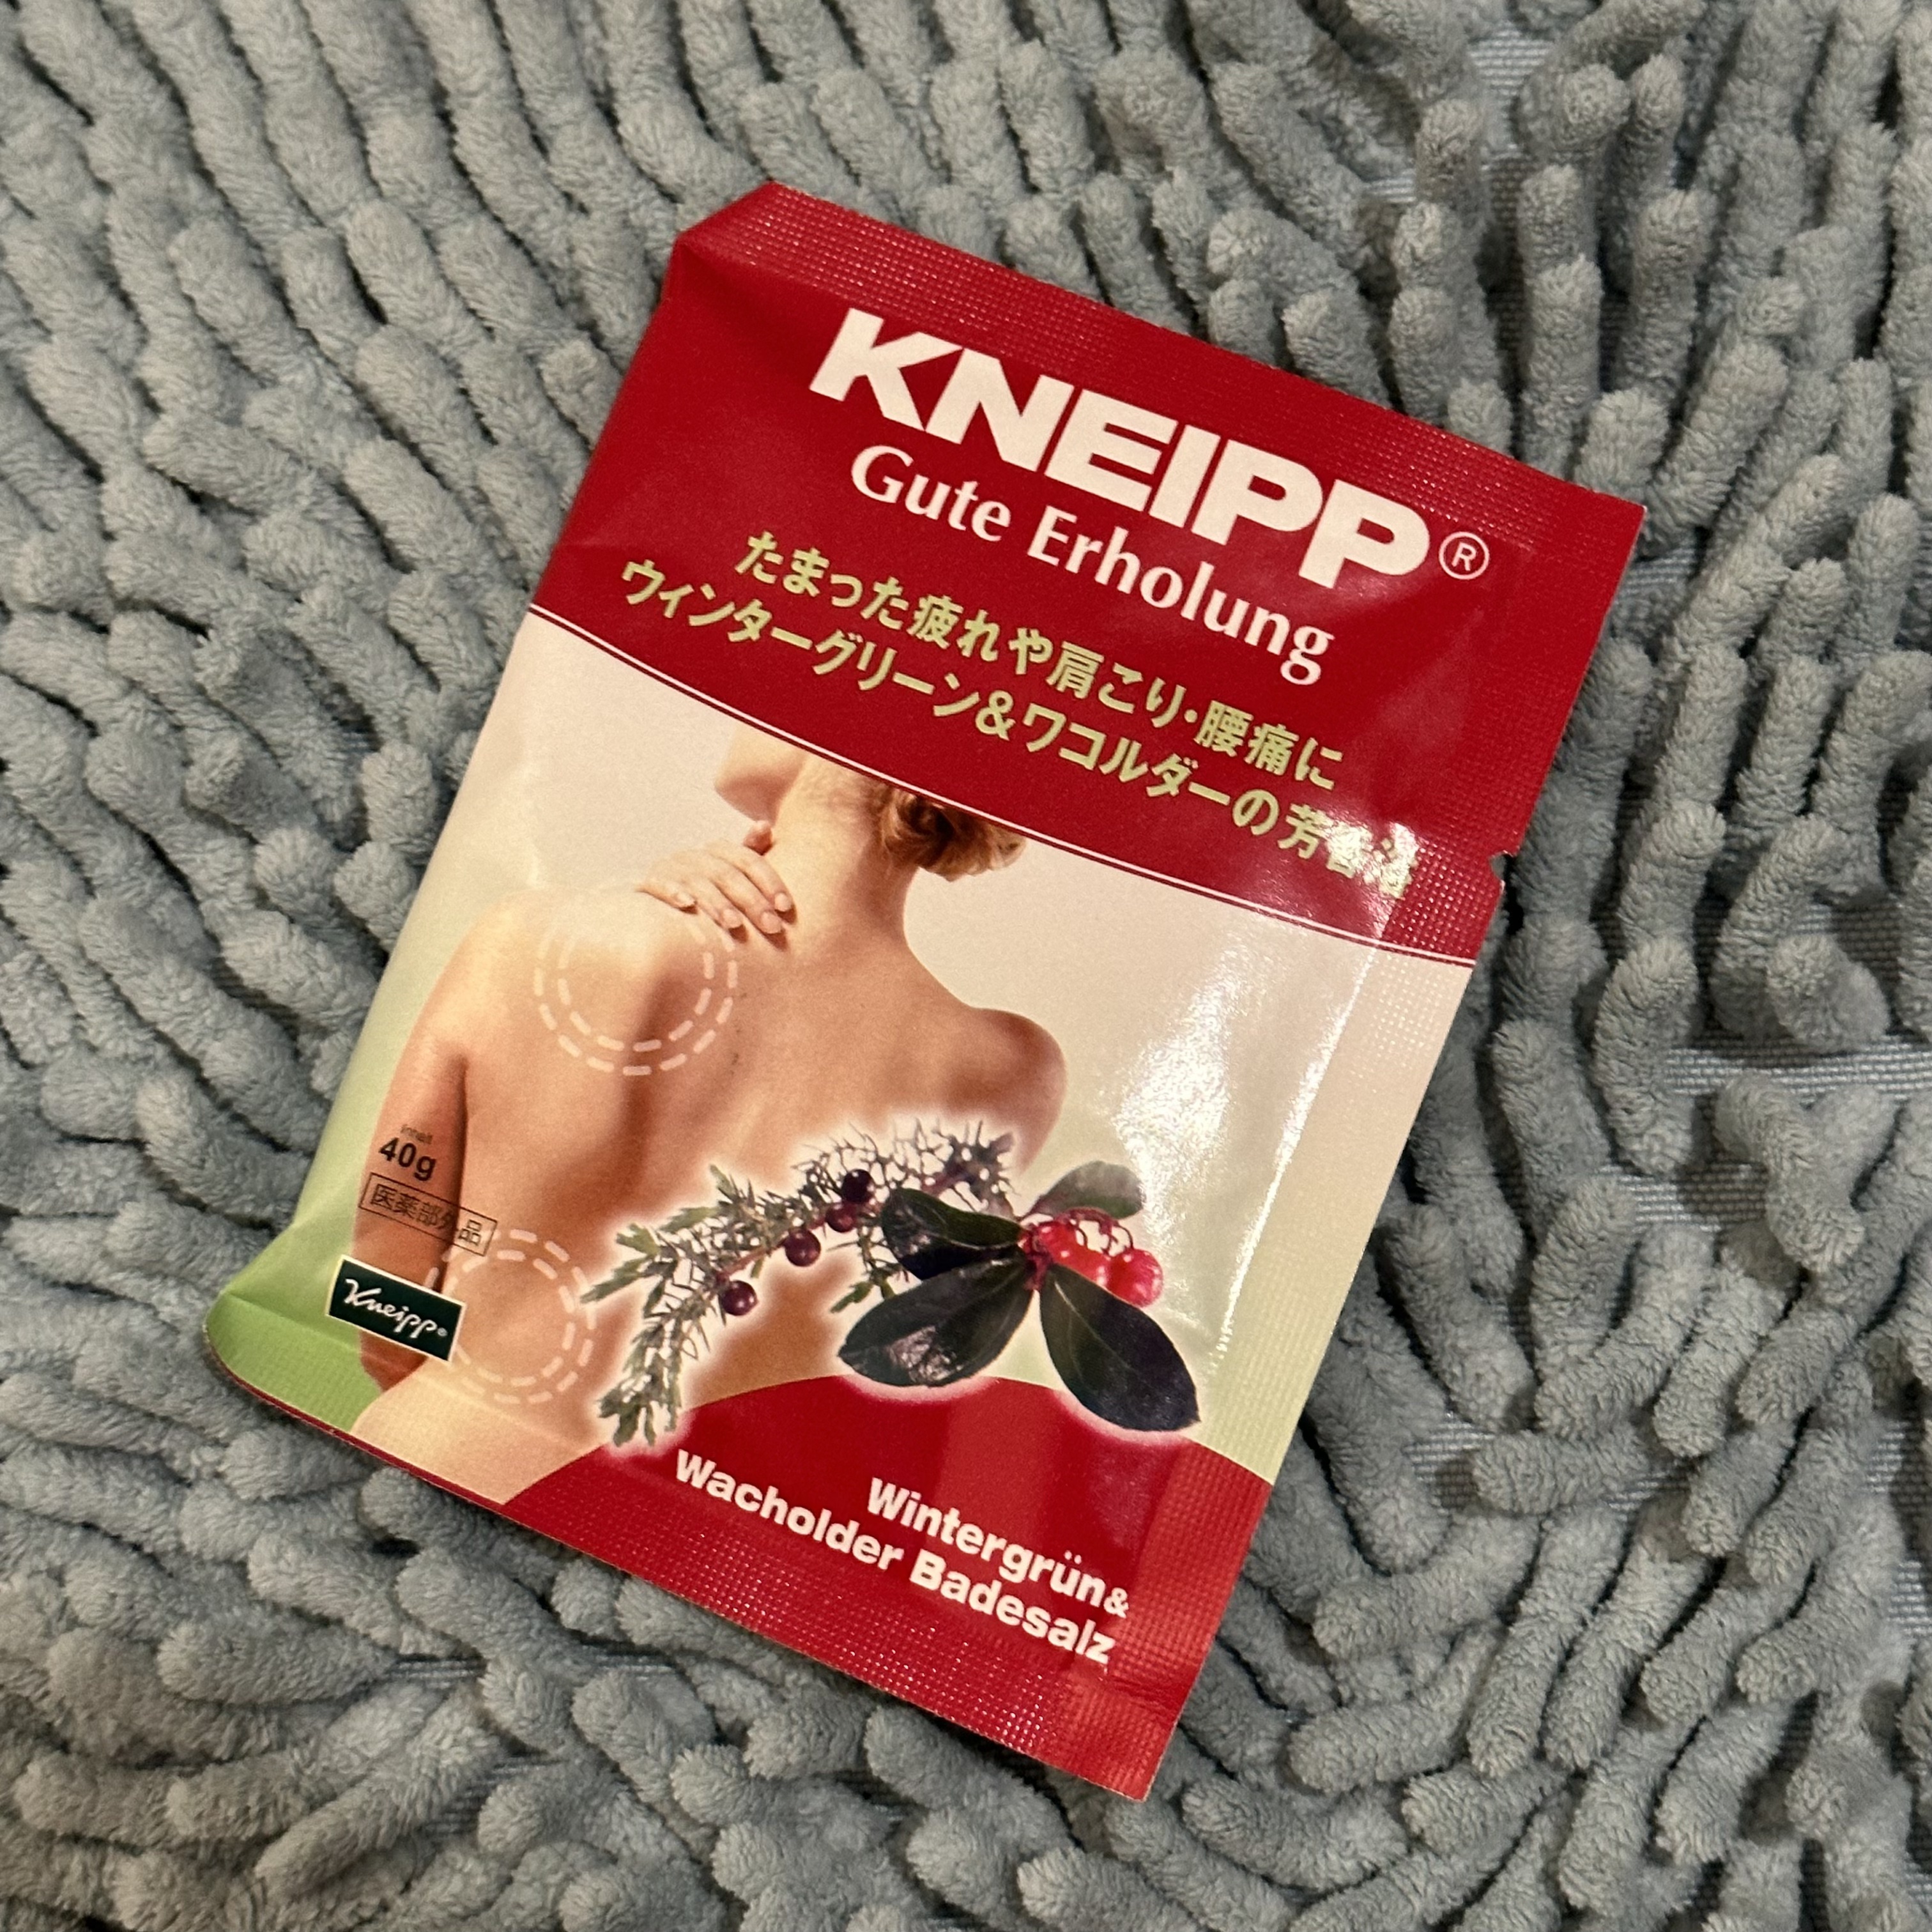 KNEIPP®
Gute Erholung
たまった疲れや肩こり・腰痛に
ウィンターグリーン&ワコルダーの芳香浴
Inhalt
40g
医薬部外品
Kneipp®
Wintergrün&
Wacholder Badesalz